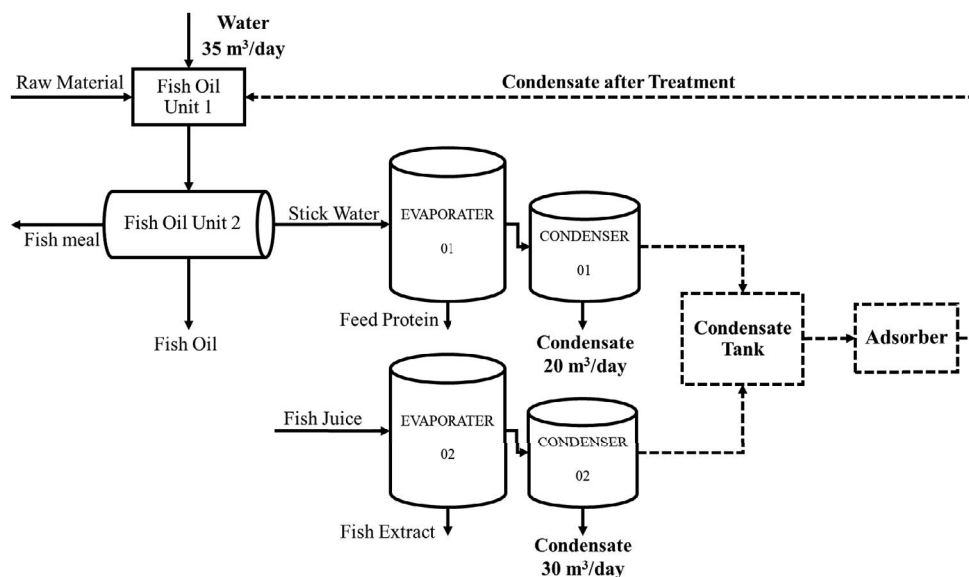 Water
35 m³/day
Raw Material
Fish Oil
Unit 1
Condensate after Treatment
Fish meal
Fish Oil Unit 2
Stick Water
EVAPORATER
01
CONDENSER
01
Fish Oil
Feed Protein
Condensate
20 m³/day
Condensate
Tank
Adsorber
Fish Juice
EVAPORATER
02
CONDENSER
02
Fish Extract
Condensate
30 m³/day